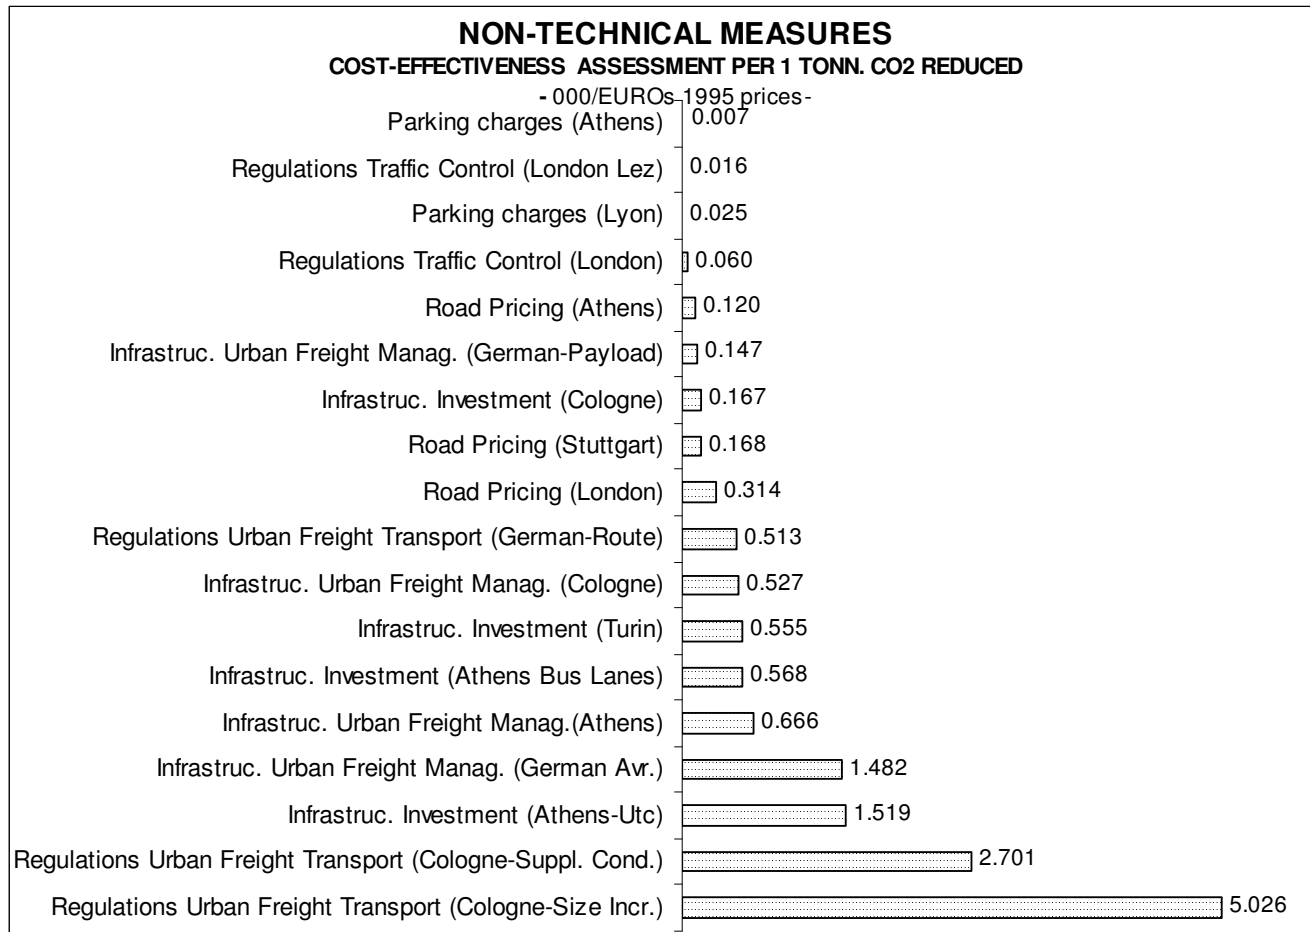 NON-TECHNICAL MEASURES
COST-EFFECTIVENESS ASSESSMENT PER 1 TONN. CO2 REDUCED
- 000/EUROs 1995 prices-
Parking charges (Athens) 0.007
Regulations Traffic Control (London Lez) 0.016
Parking charges (Lyon) 0.025
Regulations Traffic Control (London) 0.060
Road Pricing (Athens) 0.120
Infrastruc. Urban Freight Manag. (German-Payload) 0.147
Infrastruc. Investment (Cologne) 0.167
Road Pricing (Stuttgart) 0.168
Road Pricing (London) 0.314
Regulations Urban Freight Transport (German-Route) 0.513
Infrastruc. Urban Freight Manag. (Cologne) 0.527
Infrastruc. Investment (Turin) 0.555
Infrastruc. Investment (Athens Bus Lanes) 0.568
Infrastruc. Urban Freight Manag.(Athens) 0.666
Infrastruc. Urban Freight Manag. (German Avr.) 1.482
Infrastruc. Investment (Athens-Utc) 1.519
Regulations Urban Freight Transport (Cologne-Suppl. Cond.) 2.701
Regulations Urban Freight Transport (Cologne-Size Incr.) 5.026